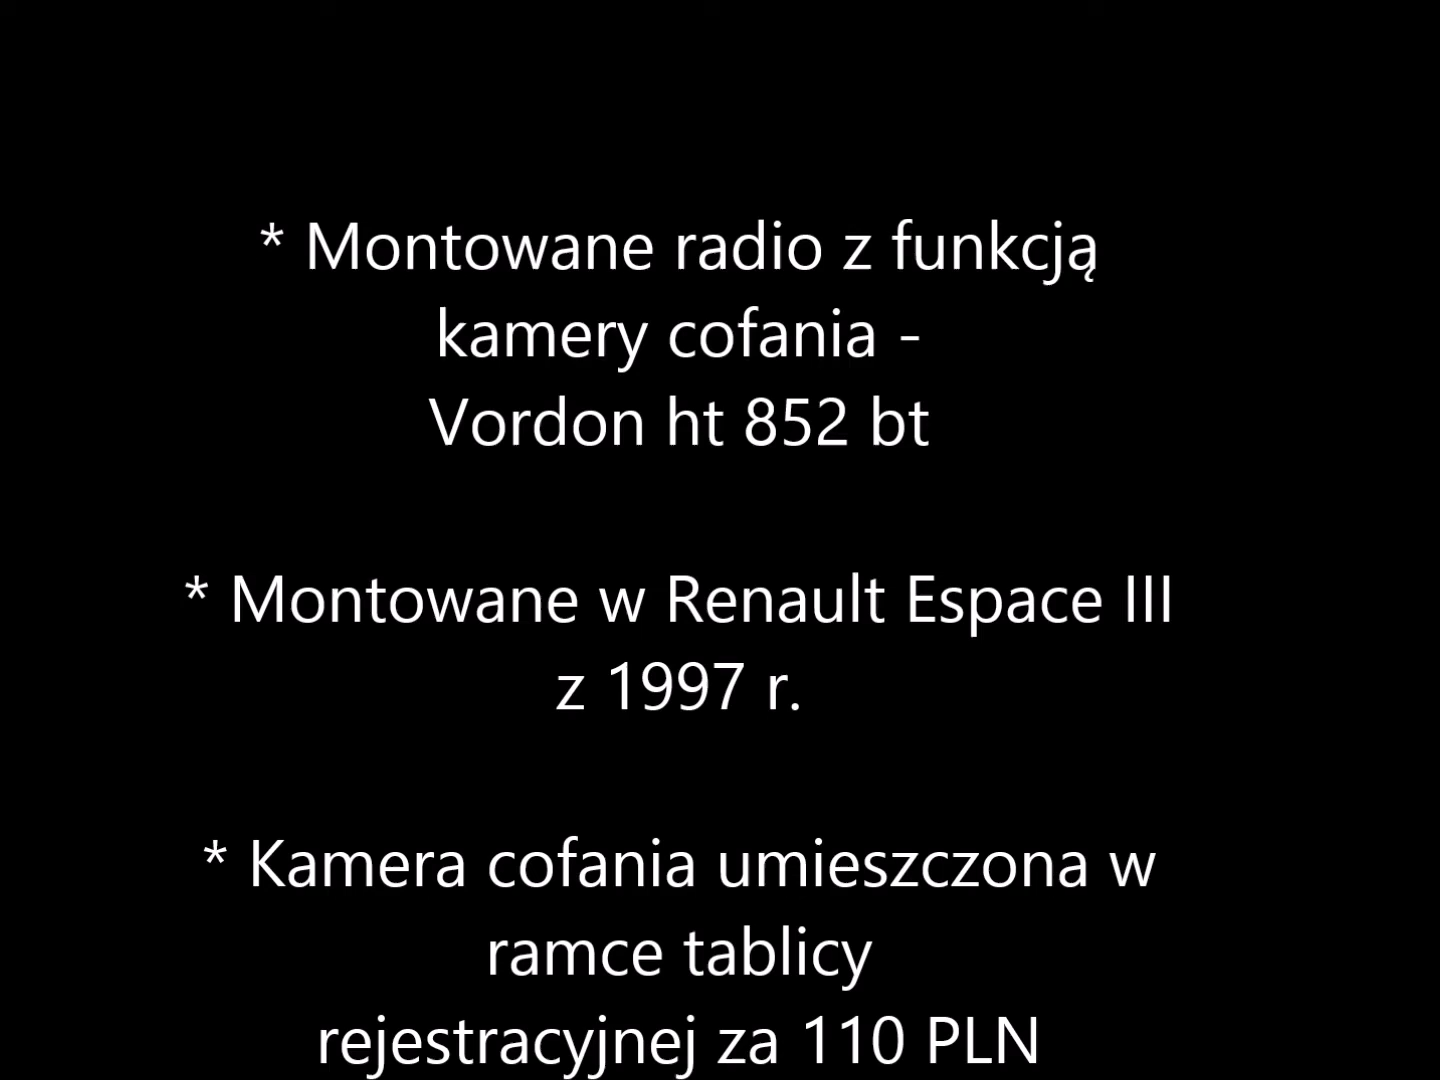 * Montowane radio z funkcją
kamery cofania -
Vordon ht 852 bt
* Montowane w Renault Espace III
z 1997 r.
* Kamera cofania umieszczona w
ramce tablicy
rejestracyjnej za 110 PLN